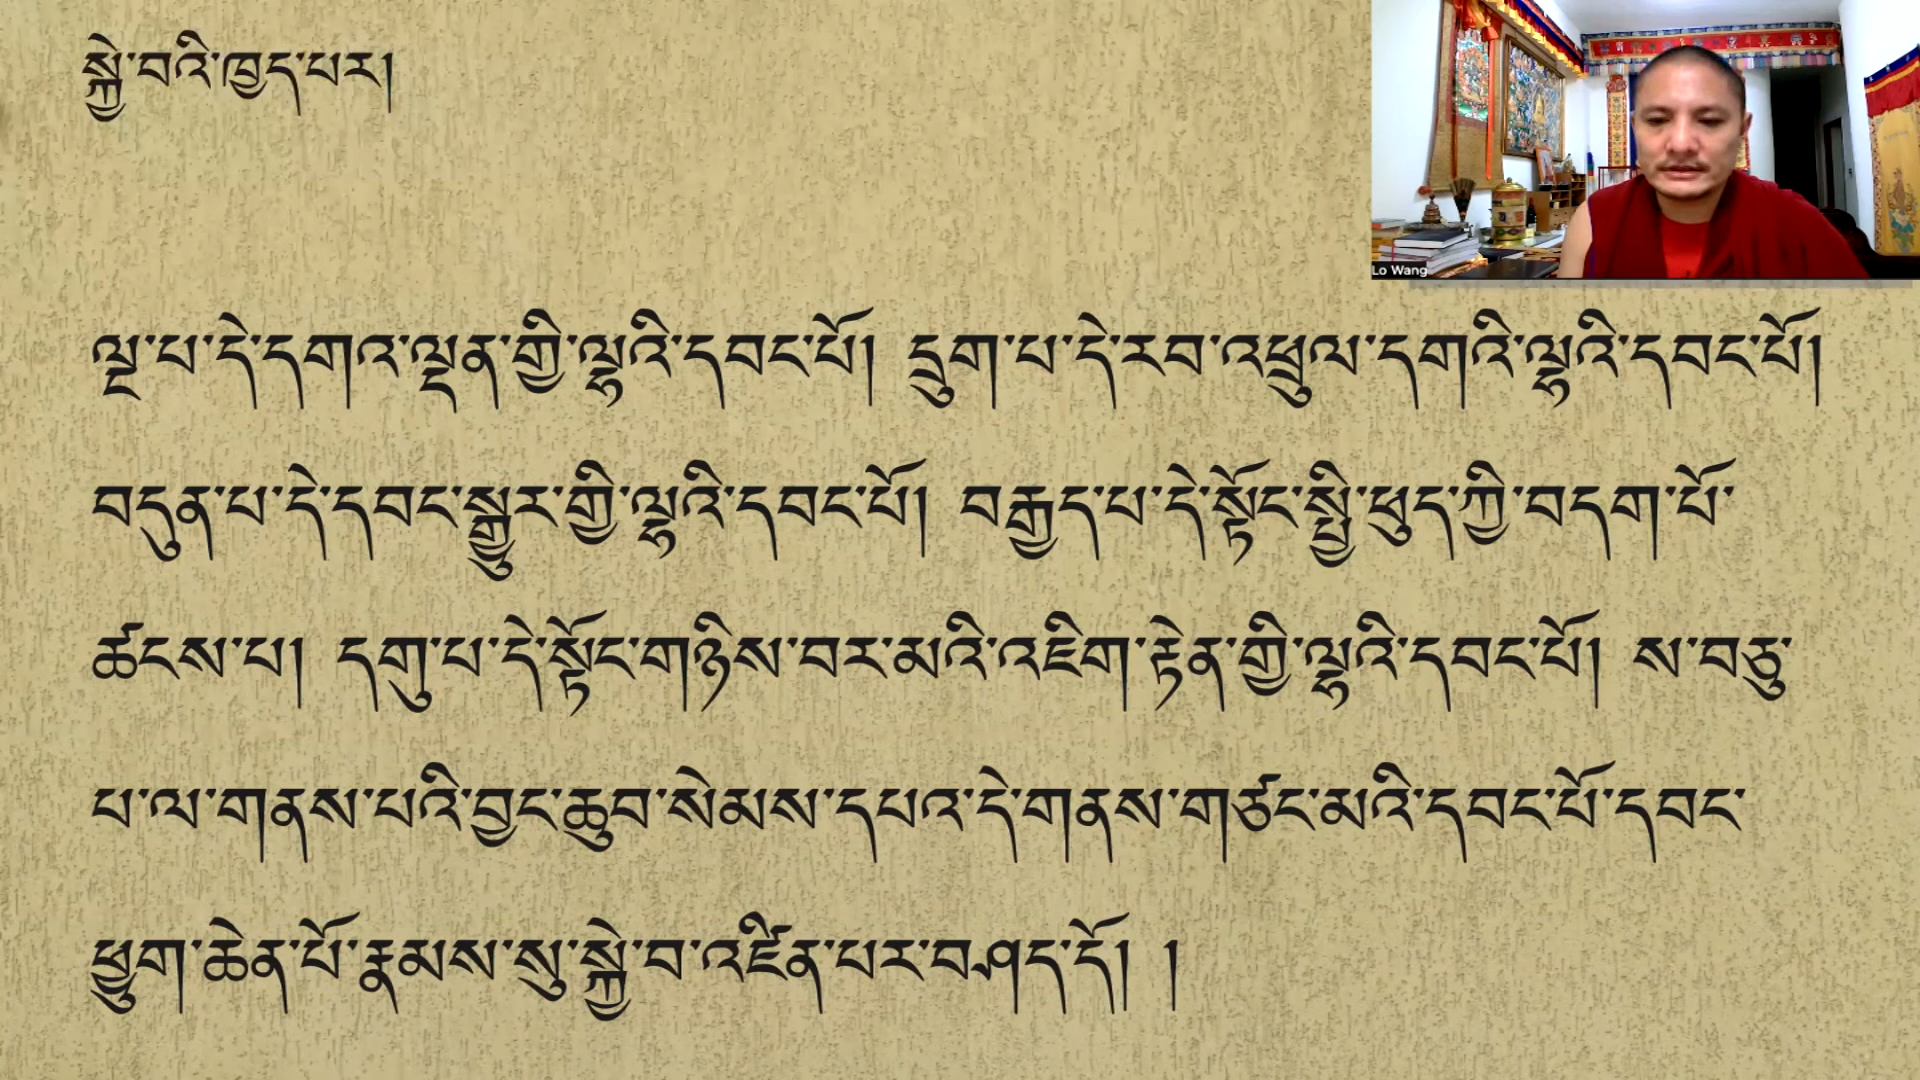 སྐྱེ་བའི་ཁྱད་པར།
Lo Wang
ལྔ་པ་དེ་དགའ་ལྡན་གྱི་ལྷའི་དབང་པོ། དྲུག་པ་དེ་རབ་འཕྲུལ་དགའི་ལྷའི་དབང་པོ།
བདུན་པ་དེ་དབང་སྒྱུར་གྱི་ལྷའི་དབང་པོ། བརྒྱད་པ་དེ་སྟོང་སྤྱི་ཕུད་ཀྱི་བདག་པོ་
ཚངས་པ། དགུ་པ་དེ་སྟོང་གཉིས་བར་མའི་འཇིག་རྟེན་གྱི་ལྷའི་དབང་པོ། ས་བཅུ་
པ་ལ་གནས་པའི་བྱང་ཆུབ་སེམས་དཔའ་དེ་གནས་གཙང་མའི་དབང་པོ་དབང་
ཕྱུག་ཆེན་པོ་རྣམས་སུ་སྐྱེ་བ་འཛིན་པར་བཤད་དོ། །